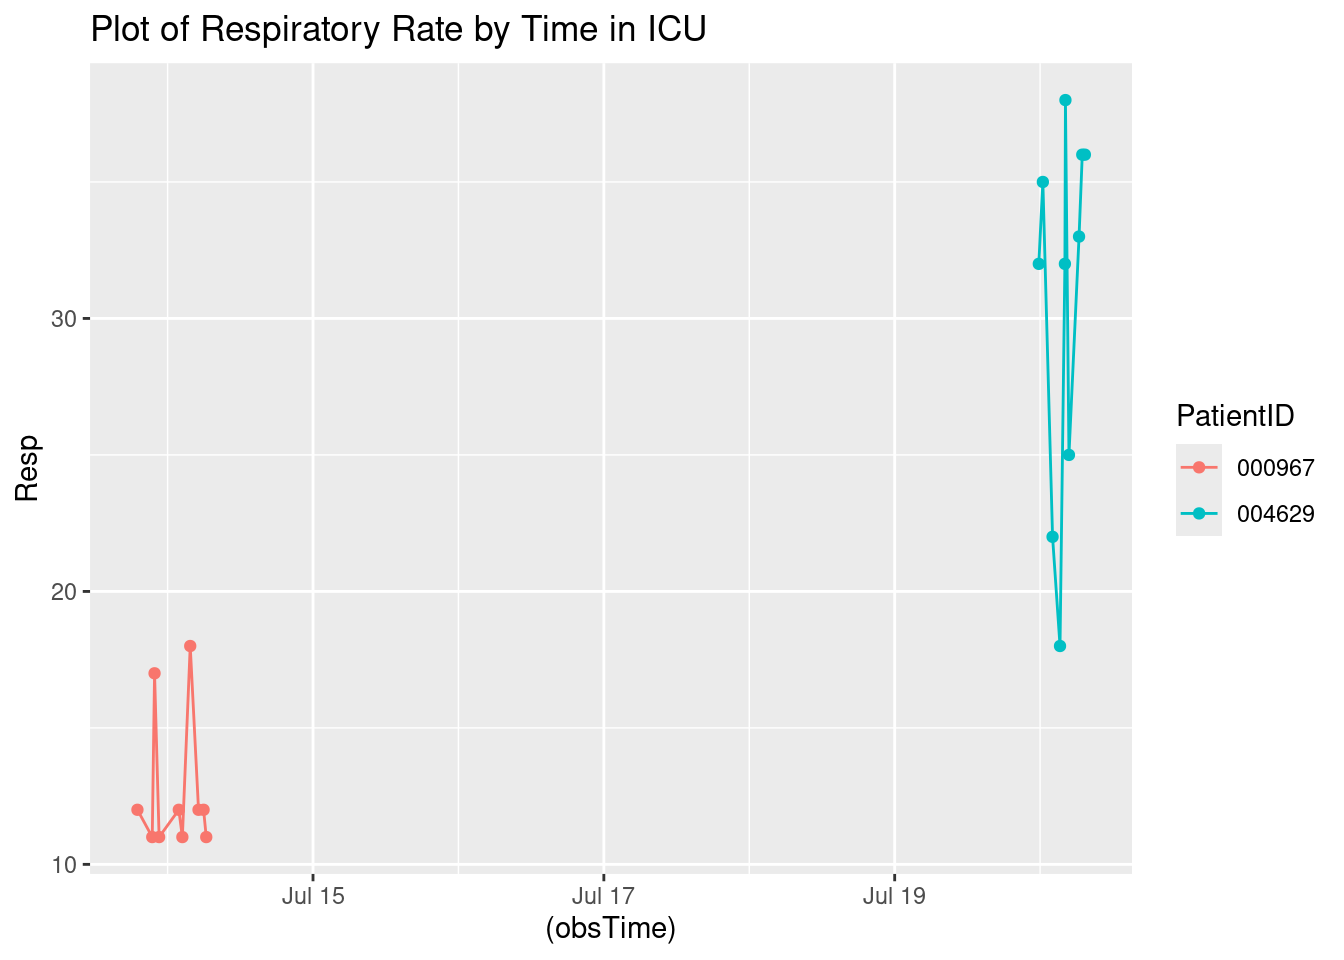 Plot of Respiratory Rate by Time in ICU
Resp
30
20
10
Jul 15
Jul 17
Jul 19
(obsTime)
PatientID
000967
004629